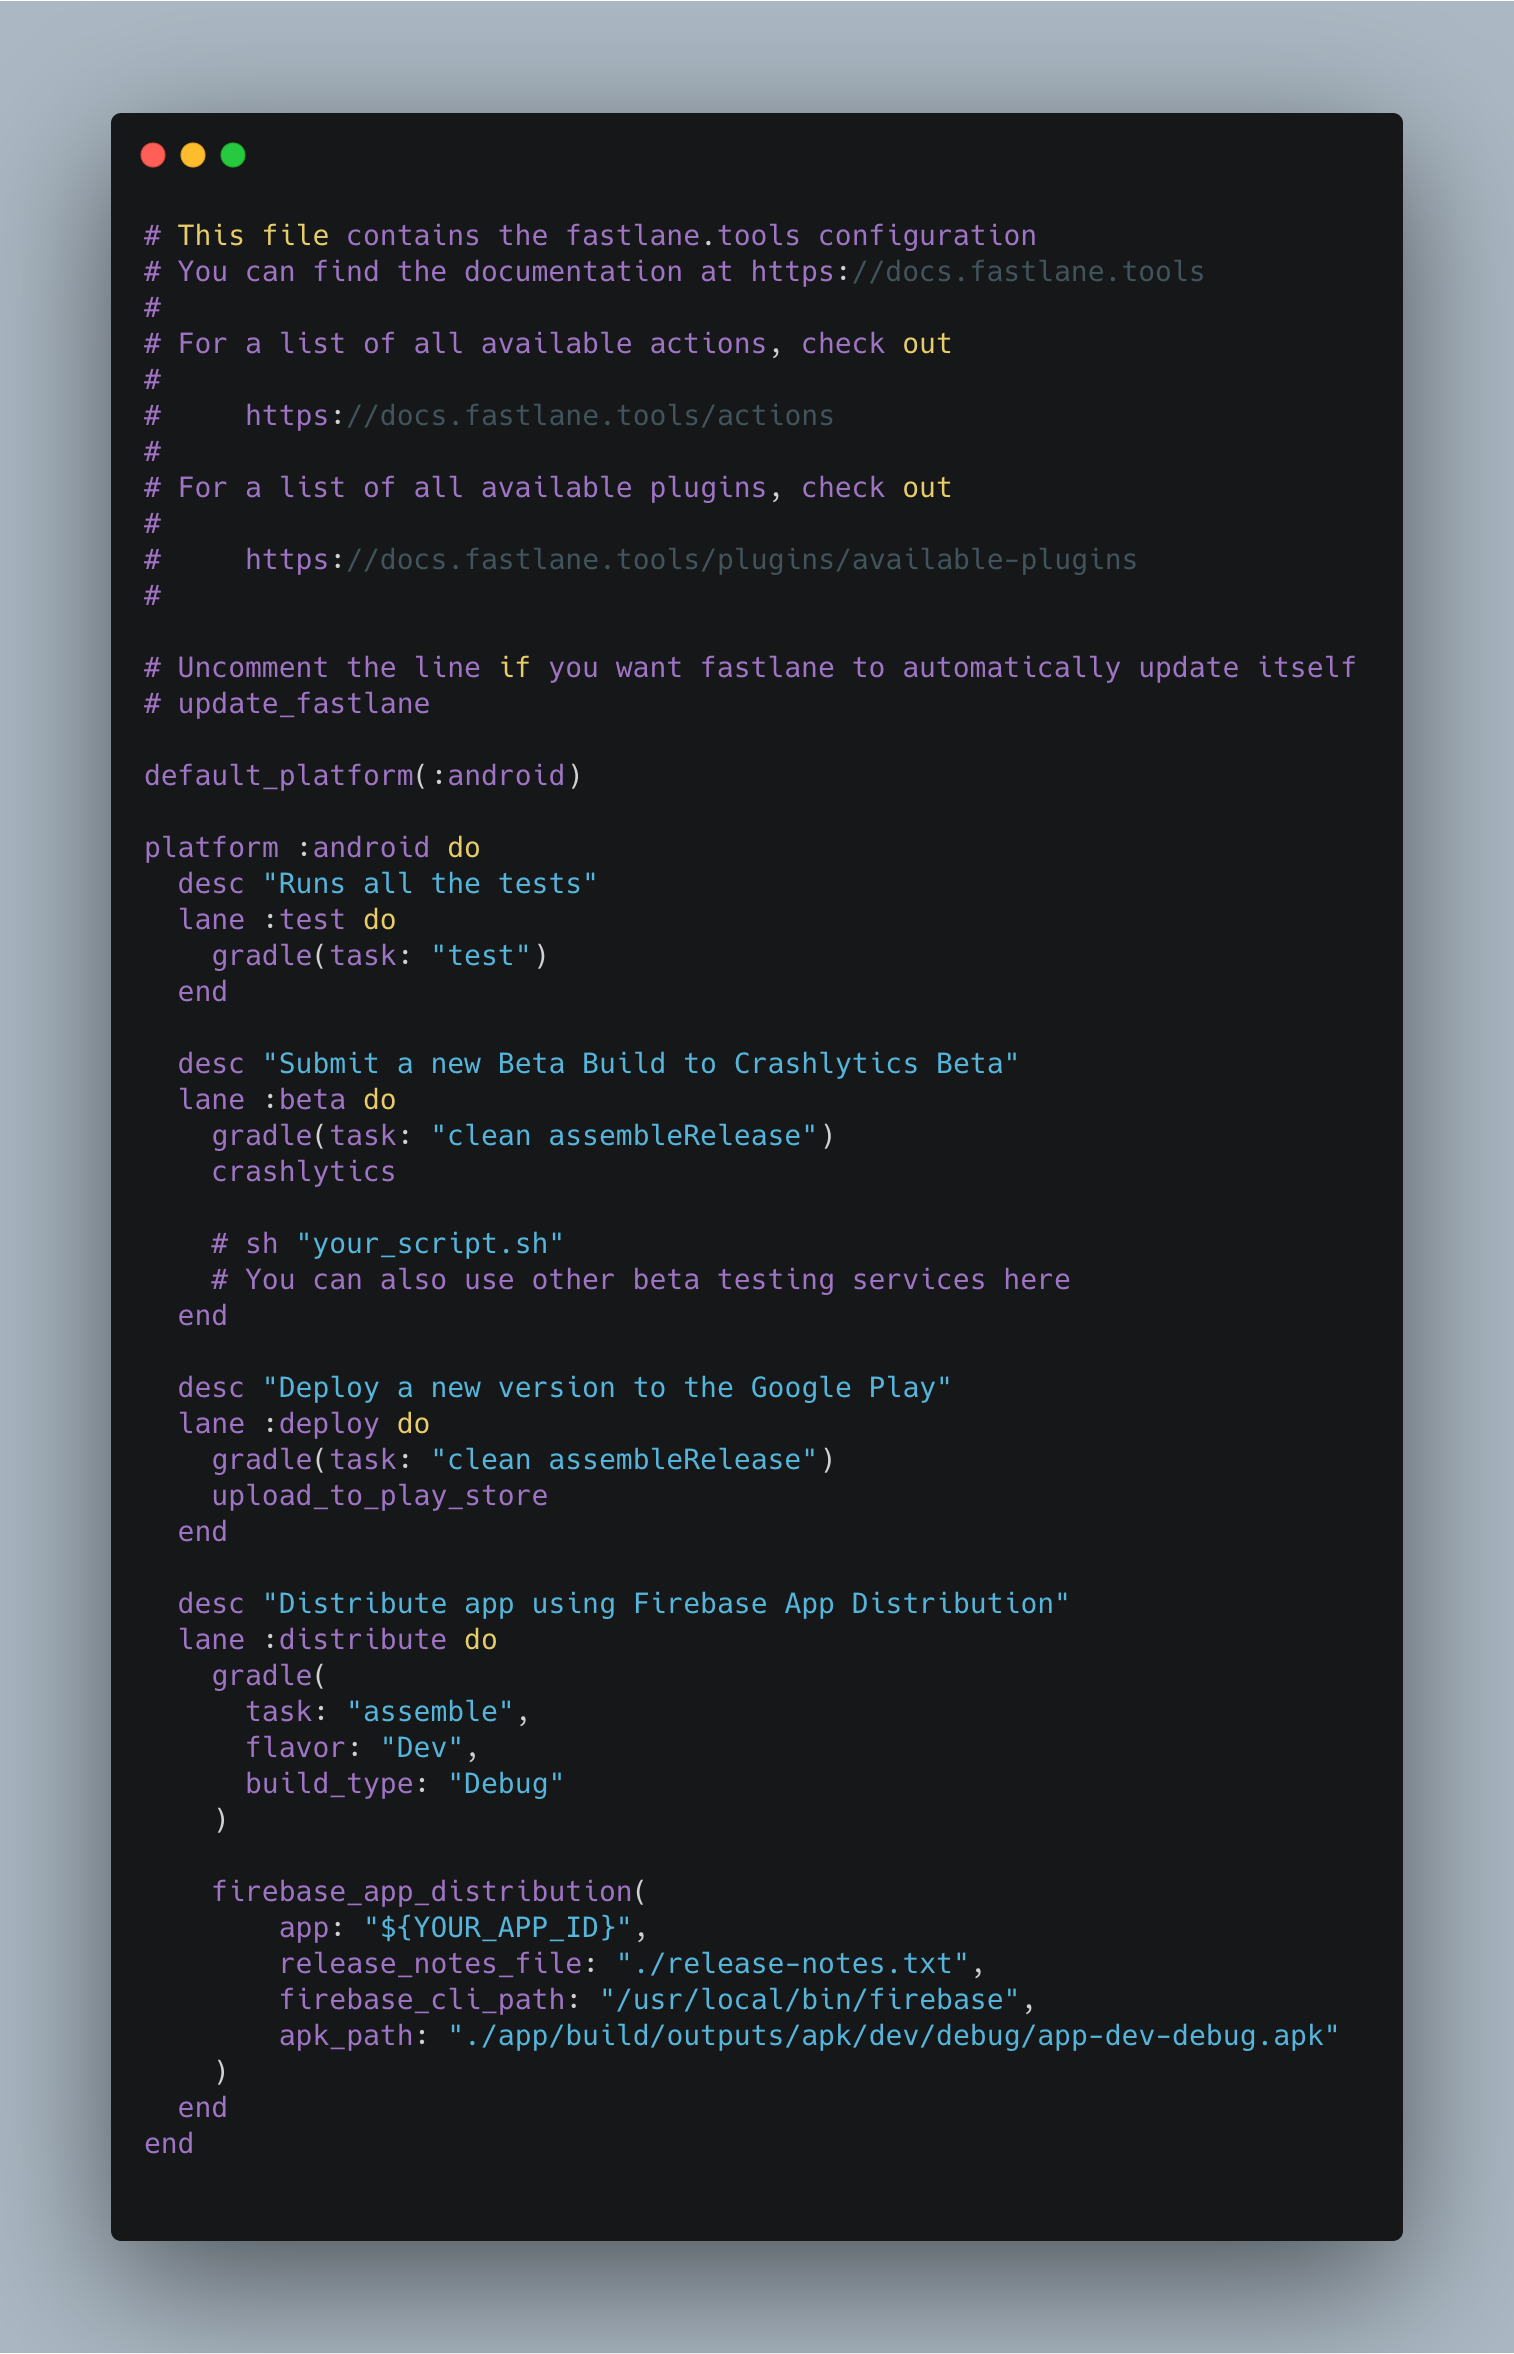 # This file contains the fastlane.tools configuration
# You can find the documentation at https://docs.fastlane.tools
#
# For a list of all available actions, check out
#
#     https://docs.fastlane.tools/actions
#
# For a list of all available plugins, check out
#
#     https://docs.fastlane.tools/plugins/available-plugins
#

# Uncomment the line if you want fastlane to automatically update itself
# update_fastlane

default_platform(:android)

platform :android do
  desc "Runs all the tests"
  lane :test do
    gradle(task: "test")
  end

  desc "Submit a new Beta Build to Crashlytics Beta"
  lane :beta do
    gradle(task: "clean assembleRelease")
    crashlytics

    # sh "your_script.sh"
    # You can also use other beta testing services here
  end

  desc "Deploy a new version to the Google Play"
  lane :deploy do
    gradle(task: "clean assembleRelease")
    upload_to_play_store
  end

  desc "Distribute app using Firebase App Distribution"
  lane :distribute do
    gradle(
      task: "assemble",
      flavor: "Dev",
      build_type: "Debug"
    )

    firebase_app_distribution(
        app: "${YOUR_APP_ID}",
        release_notes_file: "./release-notes.txt",
        firebase_cli_path: "/usr/local/bin/firebase",
        apk_path: "./app/build/outputs/apk/dev/debug/app-dev-debug.apk"
    )
  end
end